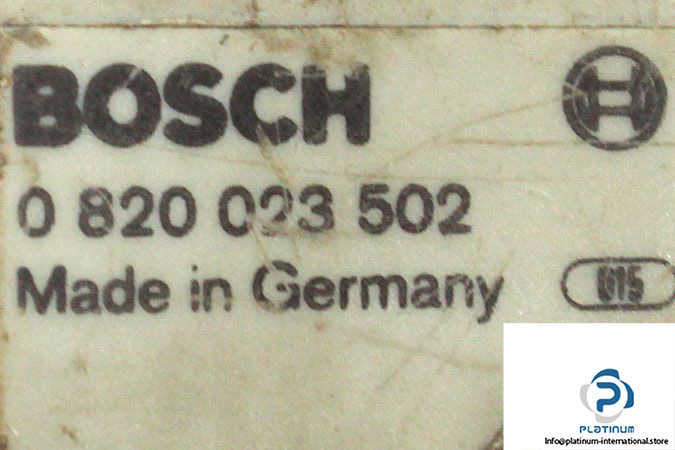 BOSCH
0 820 023 502
Made in Germany
015
PLATINUM
Info@platinum-international.store